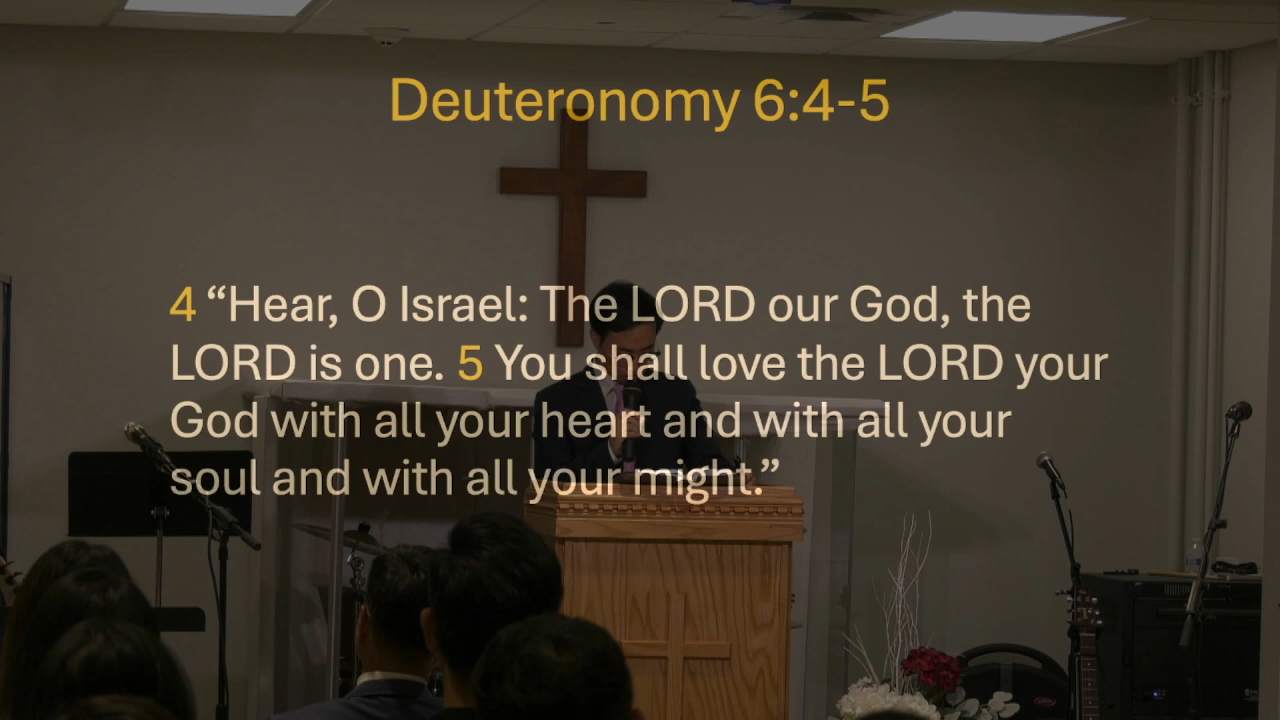 Deuteronomy 6:4-5
4 “Hear, O Israel: The LORD our God, the
LORD is one. 5 You shall love the LORD your
God with all your heart and with all your
soul and with all your might.”